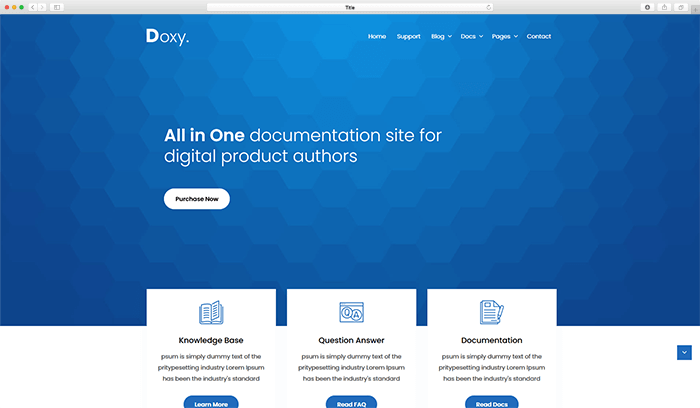 Title
Doxy.
Home Support Blog Docs Pages Contact
All in One documentation site for
digital product authors
Purchase Now
Knowledge Base
psum is simply dummy text of the
pritypesetting industry Lorem Ipsum
has been the industry's standard
Learn More
Question Answer
psum is simply dummy text of the
pritypesetting industry Lorem Ipsum
has been the industry's standard
Read FAQ
Documentation
psum is simply dummy text of the
pritypesetting industry Lorem Ipsum
has been the industry's standard
Read Docs